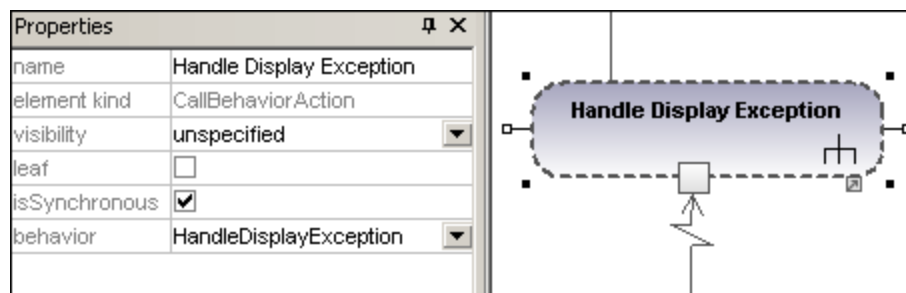 Properties
name Handle Display Exception
element kind CallBehaviorAction
visibility unspecified
leaf
isSynchronous
behavior HandleDisplayException
Handle Display Exception